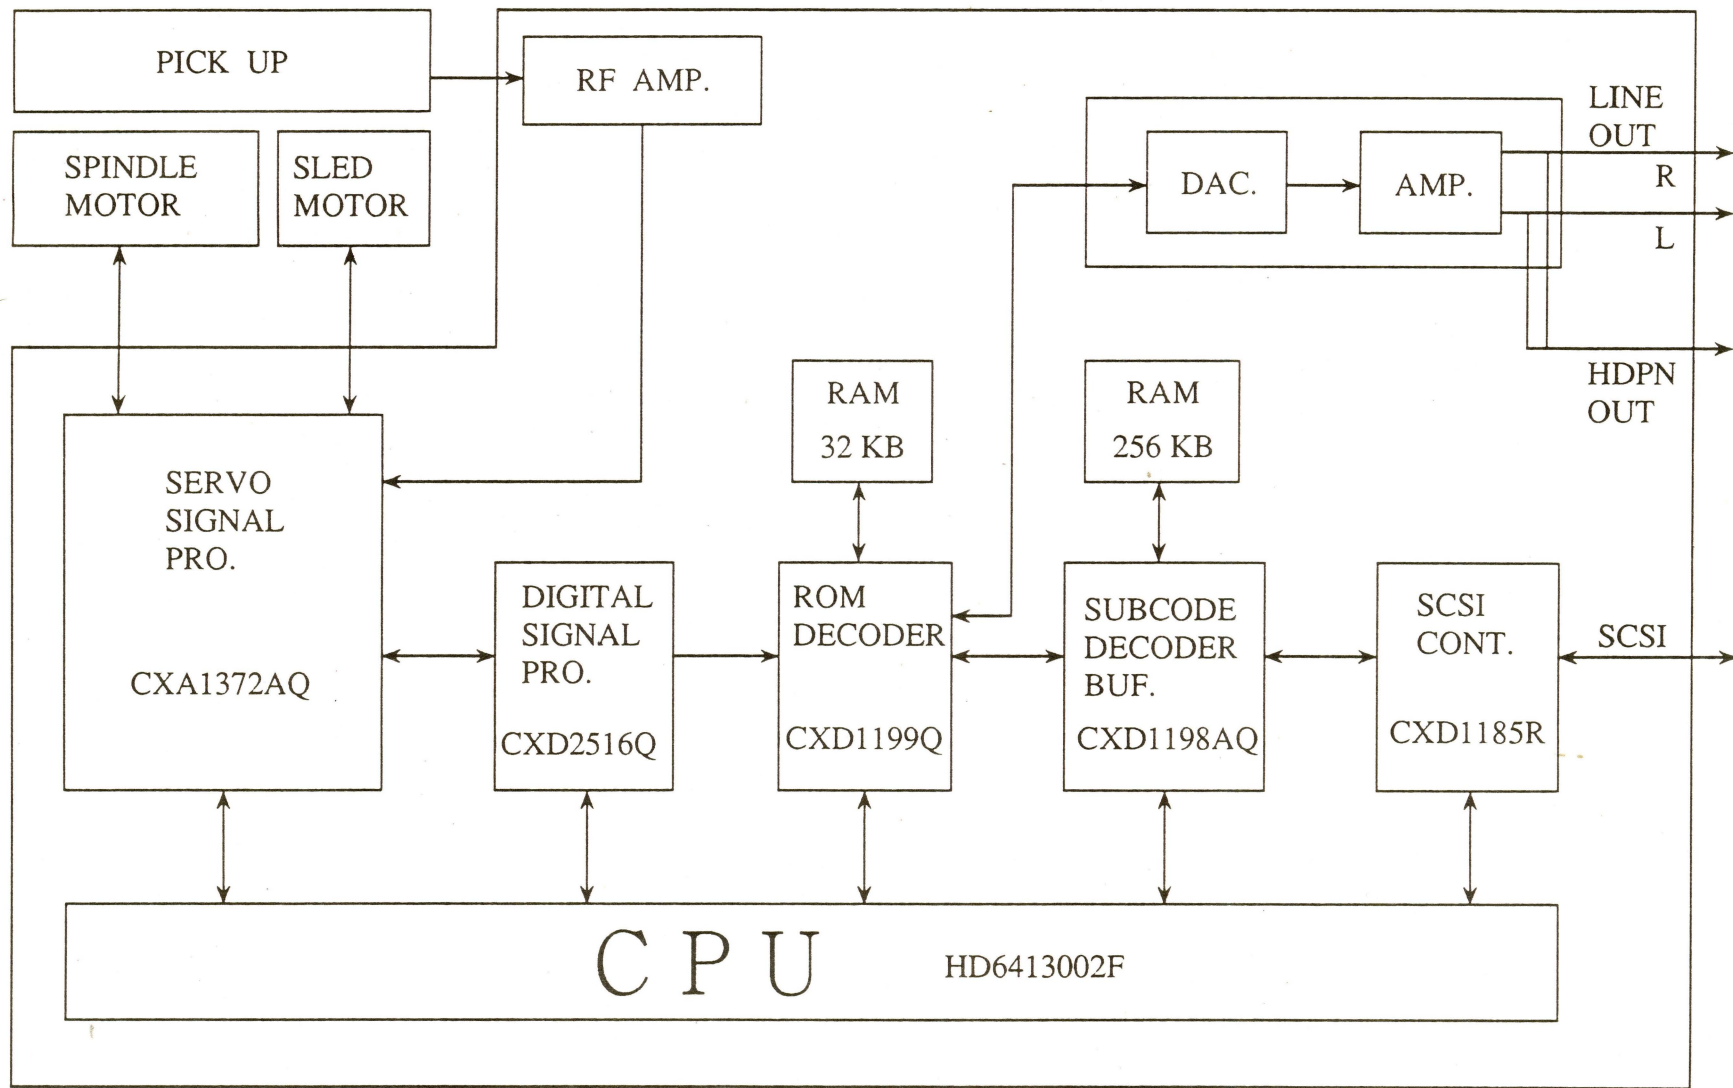 PICK UP
RF AMP.
SPINDLE
MOTOR
SLED
MOTOR
DAC.
AMP.
LINE
OUT
R
L
HDPN
OUT
RAM
32 KB
RAM
256 KB
SERVO
SIGNAL
PRO.
CXA1372AQ
DIGITAL
SIGNAL
PRO.
CXD2516Q
ROM
DECODER
CXD1199Q
SUBCODE
DECODER
BUF.
CXD1198AQ
SCSI
CONT.
CXD1185R
SCSI
CPU HD6413002F